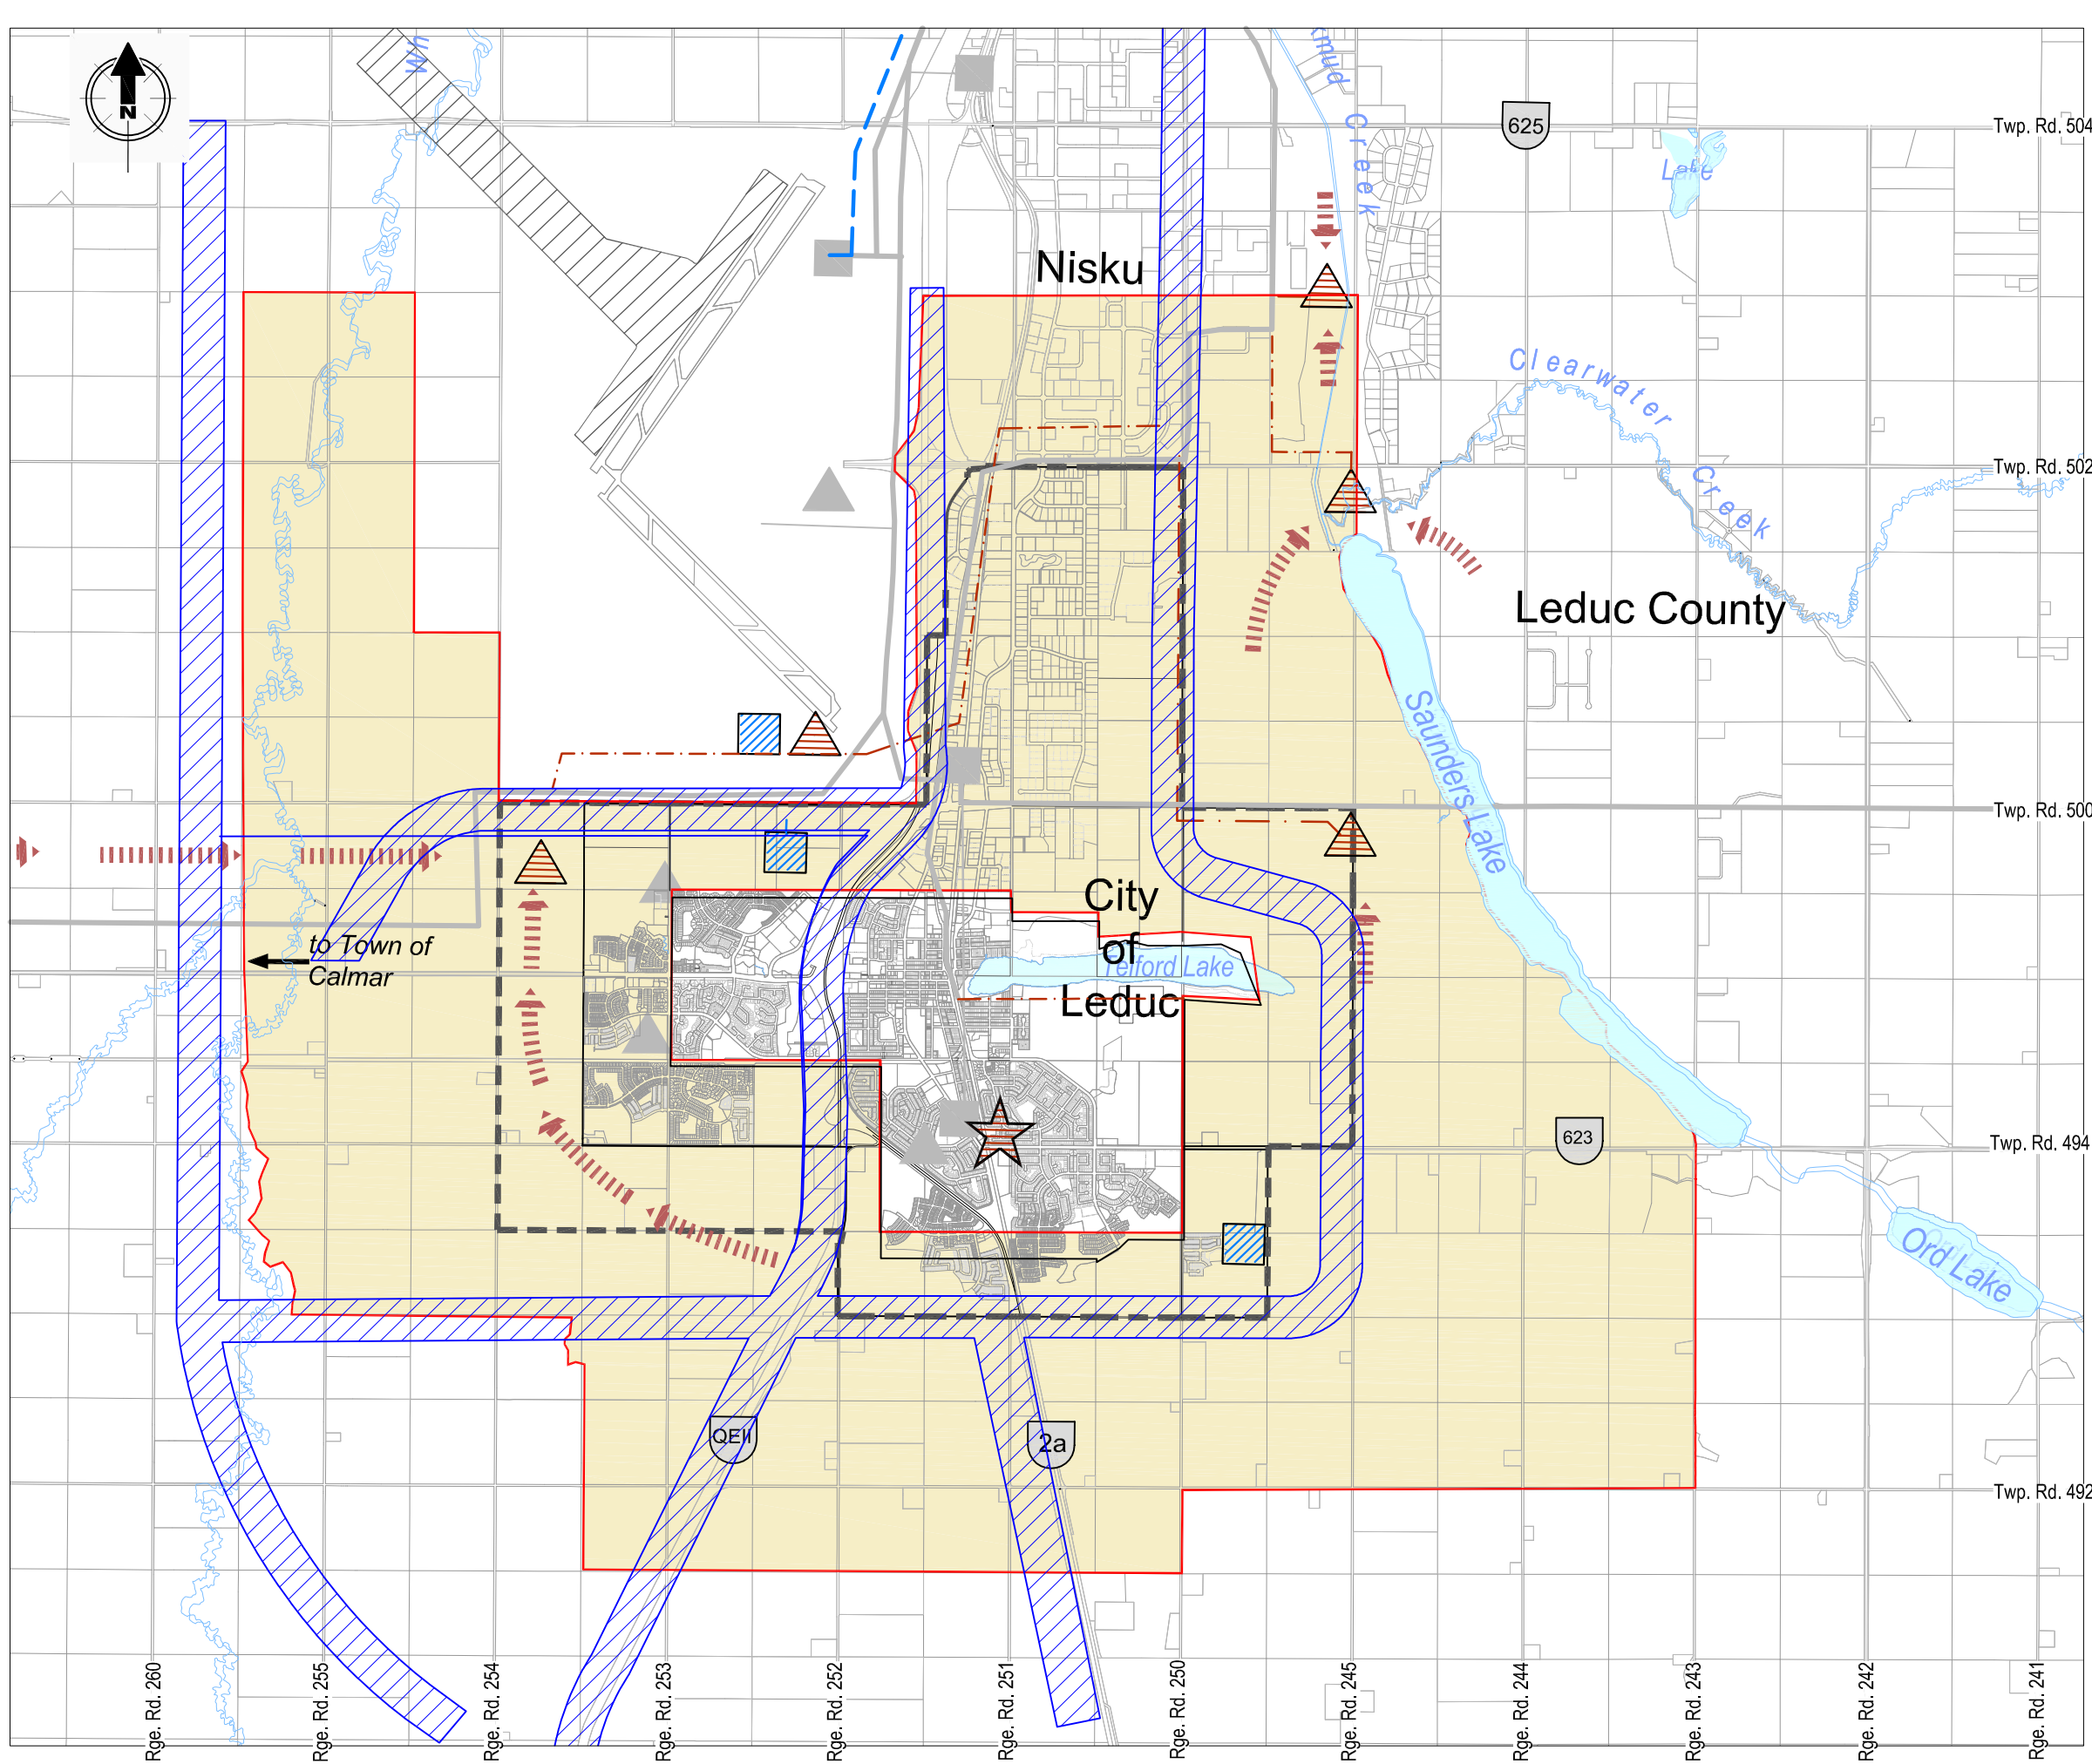 Wh
xmud
Creek
N
625
Twp. Rd. 504
Lake
Nisku
Clearwater
Creek
Twp. Rd. 502
Leduc County
Saunders Lake
Twp. Rd. 500
City
of
Leduc
Telford Lake
to Town of
Calmar
623
Twp. Rd. 494
Ord Lake
QEII
2a
Twp. Rd. 492
Rge. Rd. 260
Rge. Rd. 255
Rge. Rd. 254
Rge. Rd. 253
Rge. Rd. 252
Rge. Rd. 251
Rge. Rd. 250
Rge. Rd. 245
Rge. Rd. 244
Rge. Rd. 243
Rge. Rd. 242
Rge. Rd. 241